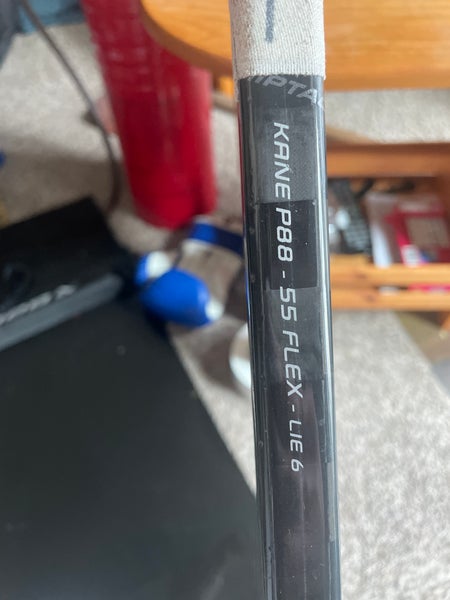 KANE P88 - 55 FLEX - LIE 6